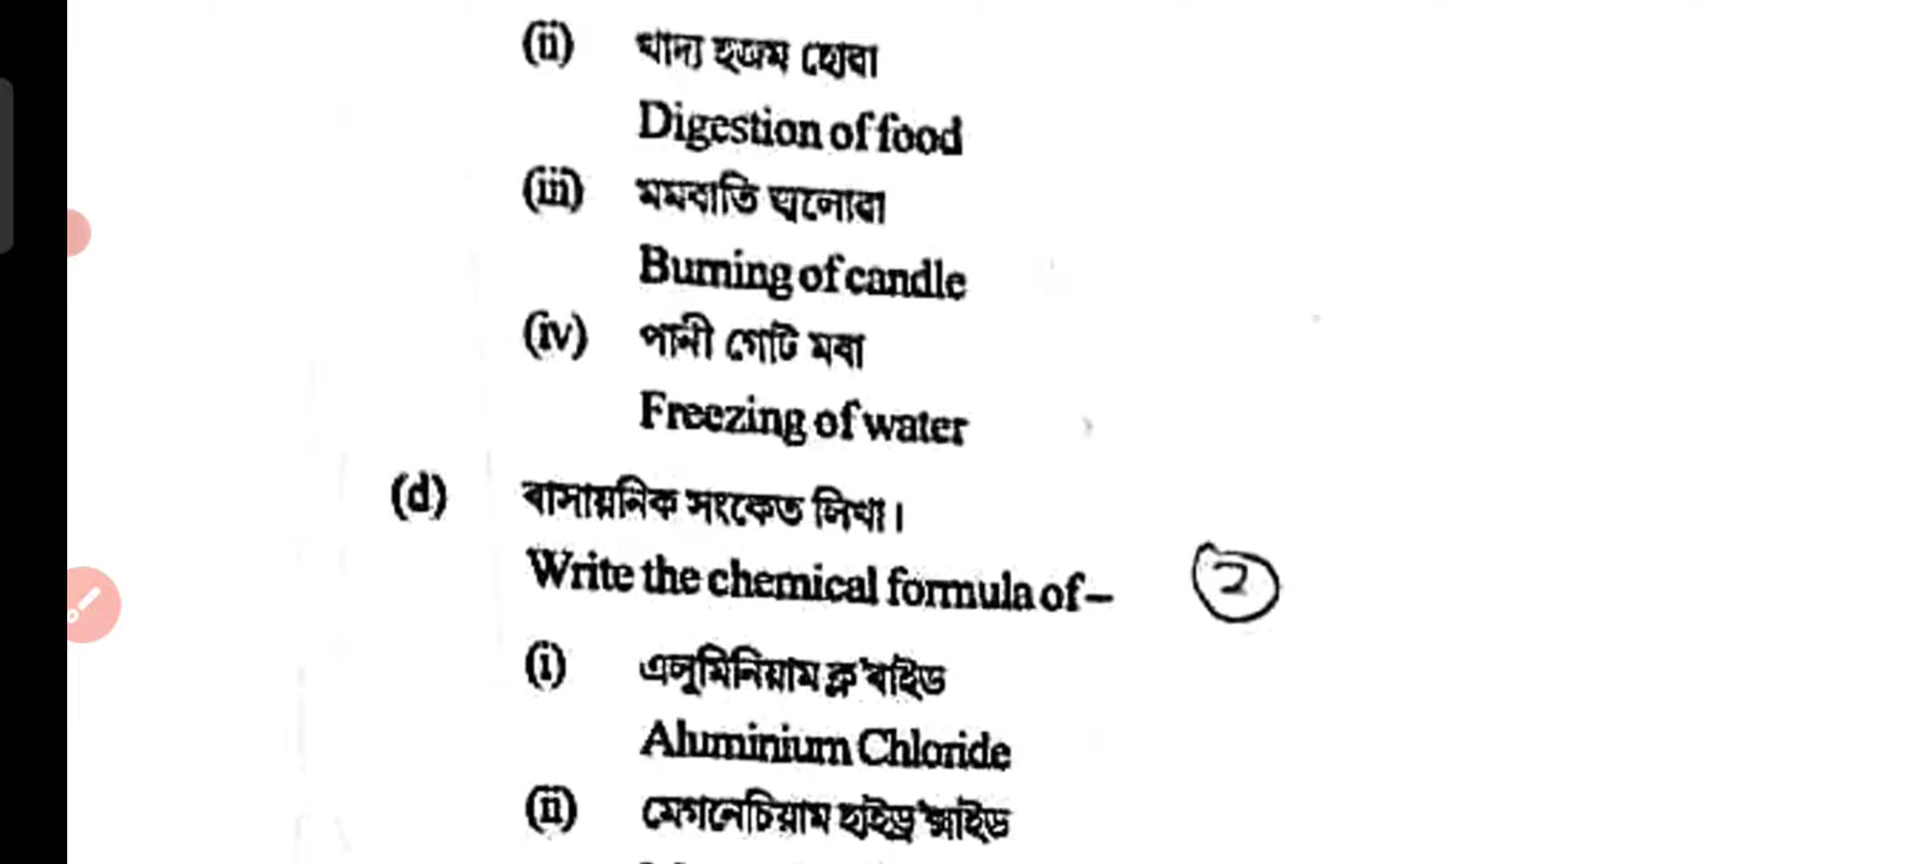 (ii) খাদ্য হজম হোৱা
Digestion of food
(iii) মমবাতি জ্বলোৱা
Burning of candle
(iv) পানী গোট মৰা
Freezing of water
(d) ৰাসায়নিক সংকেত লিখা।
Write the chemical formula of – 2
(i) এলুমিনিয়াম ক্ল'ৰাইড
Aluminium Chloride
(ii) মেগনেচিয়াম হাইড্ৰ'ক্সাইড